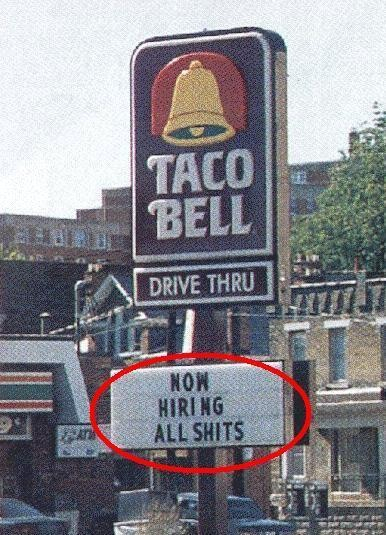 TACO
BELL
DRIVE THRU
NOW
HIRING
ALL SHITS